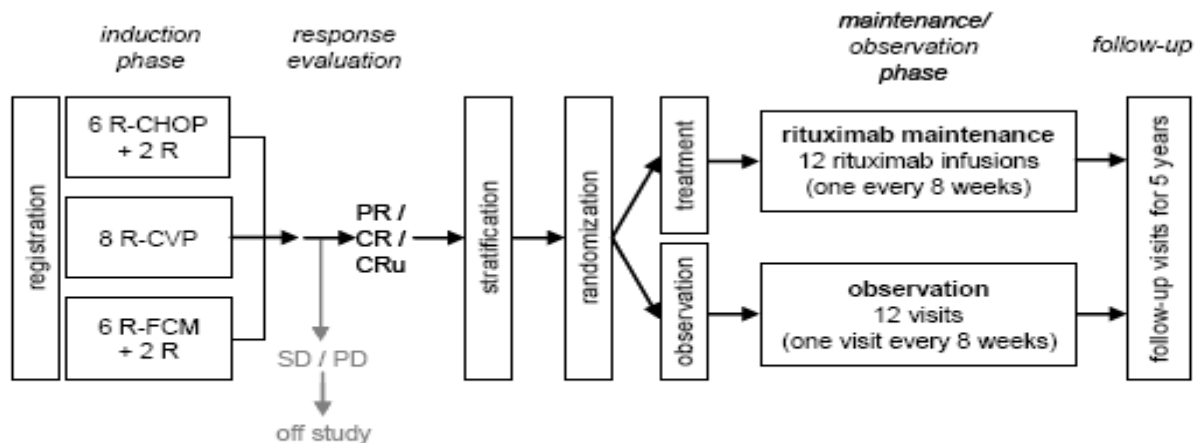 induction
phase
response
evaluation
maintenance/
observation
phase
follow-up
registration
6 R-CHOP
+ 2 R
8 R-CVP
6 R-FCM
+ 2 R
PR /
CR /
CRu
SD / PD
off study
stratification
randomization
treatment
observation
rituximab maintenance
12 rituximab infusions
(one every 8 weeks)
observation
12 visits
(one visit every 8 weeks)
follow-up visits for 5 years